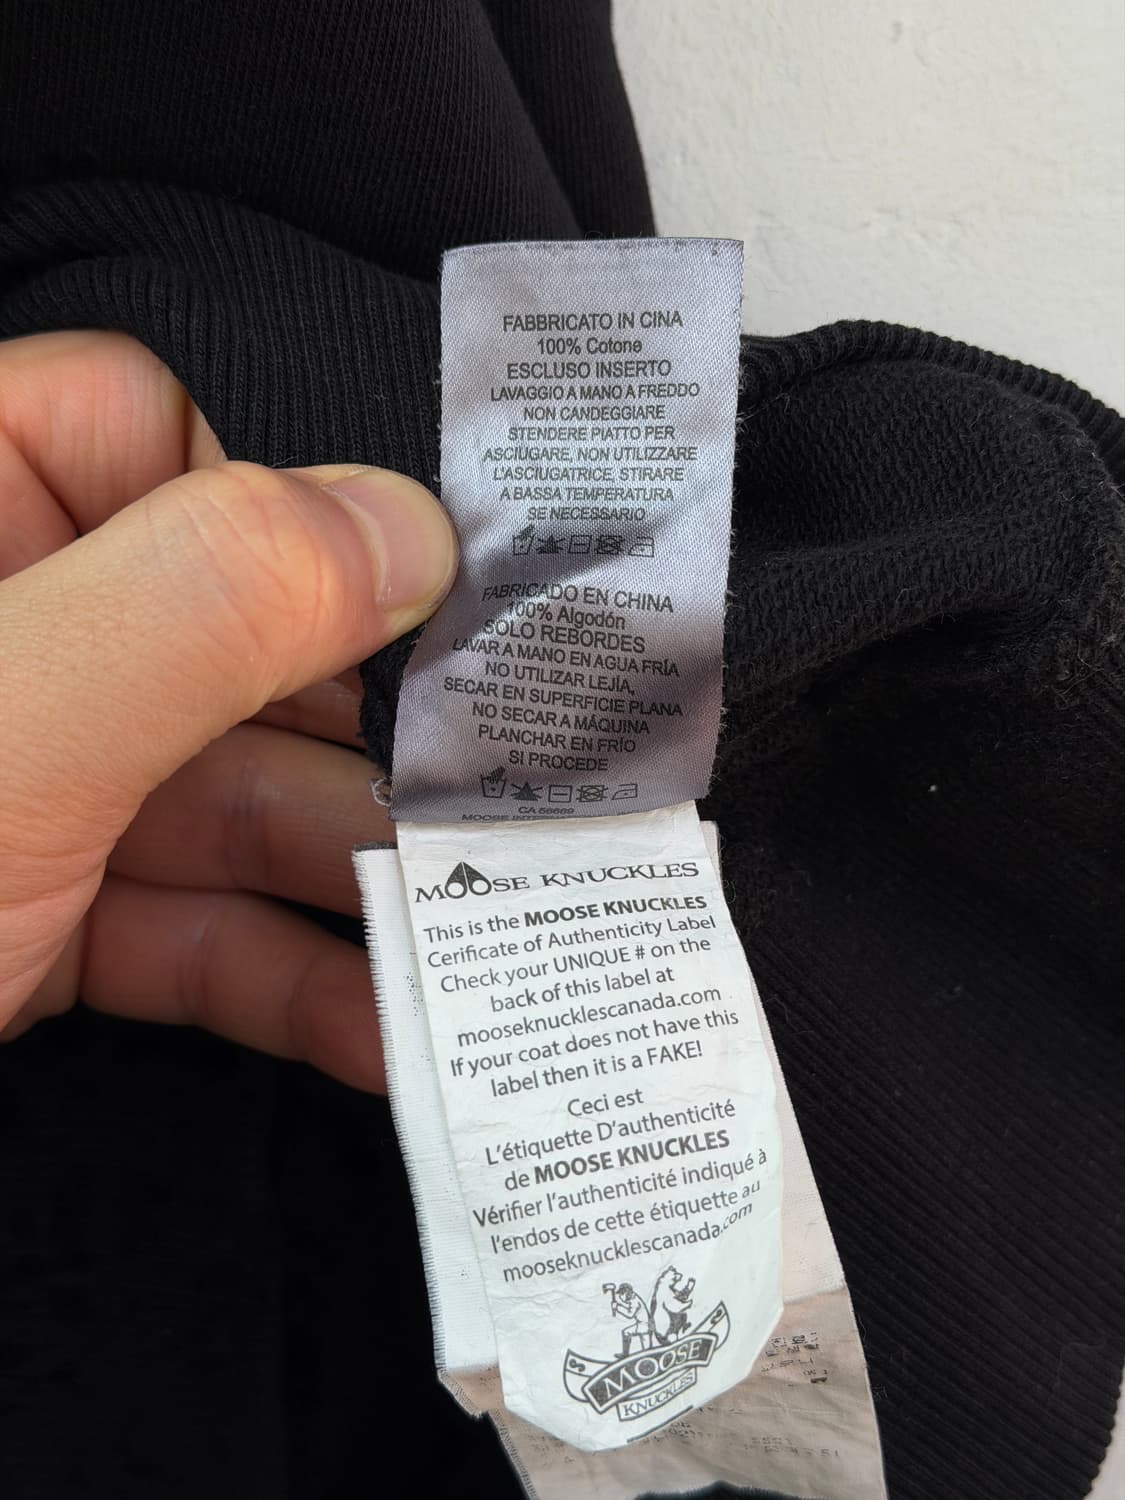 FABBRICATO IN CINA
100% Cotone
ESCLUSO INSERTO
LAVAGGIO A MANO A FREDDO
NON CANDEGGIARE
STENDERE PIATTO PER
ASCIUGARE, NON UTILIZZARE
L'ASCIUGATRICE, STIRARE
A BASSA TEMPERATURA
SE NECESSARIO
FABRICADO EN CHINA
100% Algodón
SOLO REBORDES
LAVAR A MANO EN AGUA FRÍA
NO UTILIZAR LEJÍA,
SECAR EN SUPERFICIE PLANA
NO SECAR A MÁQUINA
PLANCHAR EN FRÍO
SI PROCEDE
MOOSE
MOOSE KNUCKLES
This is the MOOSE KNUCKLES
Cerificate of Authenticity Label
Check your UNIQUE # on the
back of this label at
mooseknucklescanada.com
If your coat does not have this
label then it is a FAKE!
Ceci est
L'étiquette D'authenticité
de MOOSE KNUCKLES
Vérifier l'authenticité indiqué à
l'endos de cette étiquette au
mooseknucklescanada.com
MOOSE
KNUCKLES